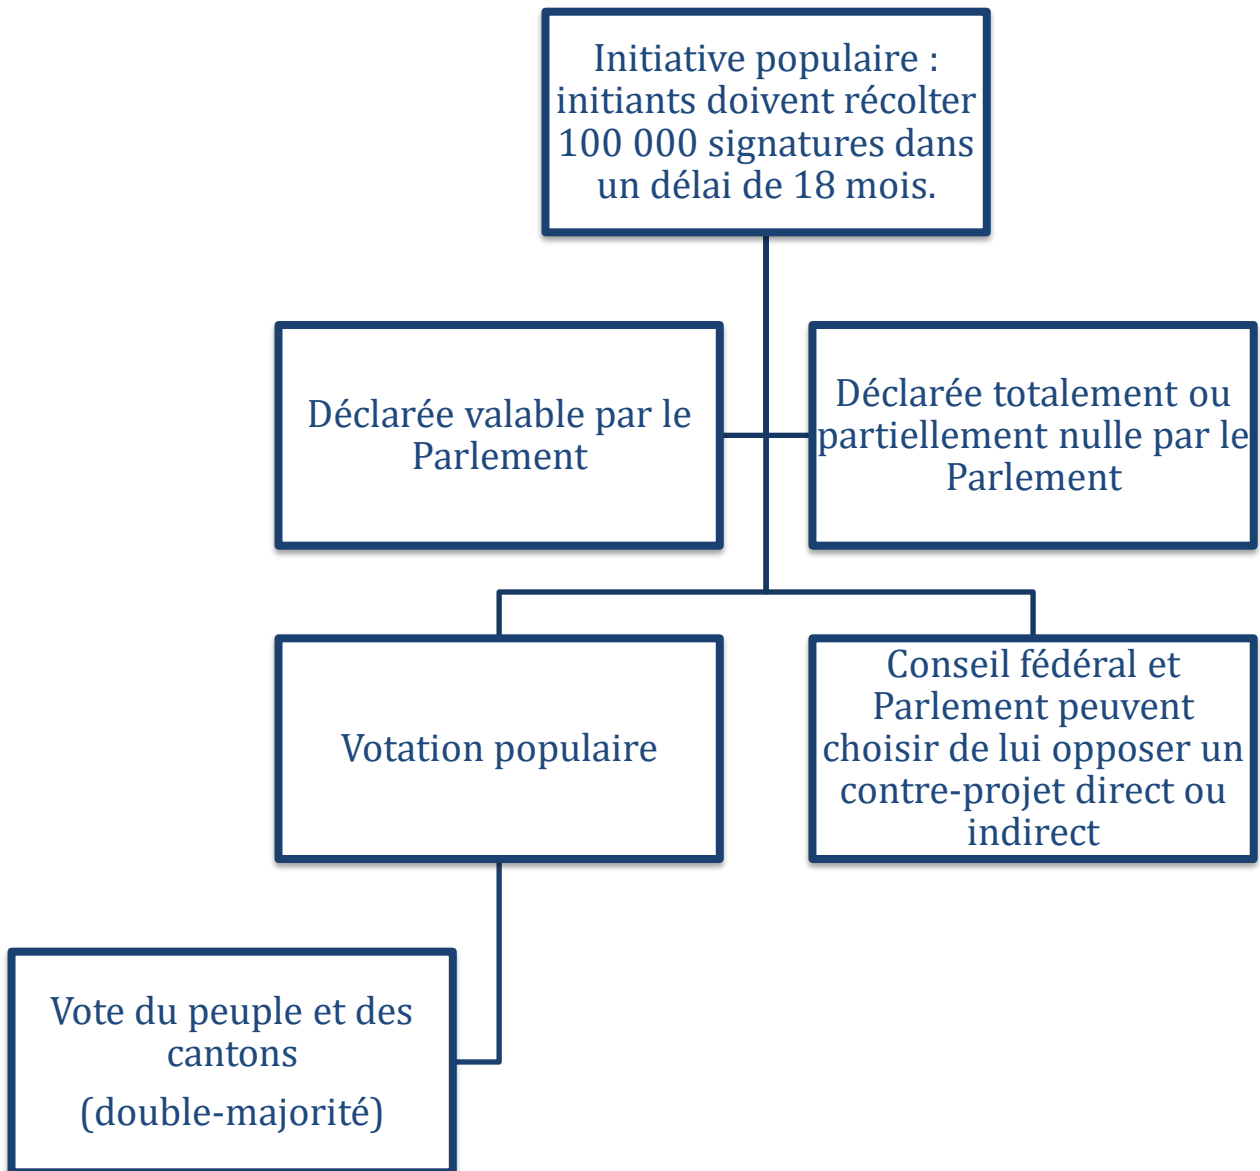 Initiative populaire :
initiants doivent récolter
100 000 signatures dans
un délai de 18 mois.
Déclarée valable par le
Parlement
Déclarée totalement ou
partiellement nulle par le
Parlement
Votation populaire
Conseil fédéral et
Parlement peuvent
choisir de lui opposer un
contre-projet direct ou
indirect
Vote du peuple et des
cantons
(double-majorité)